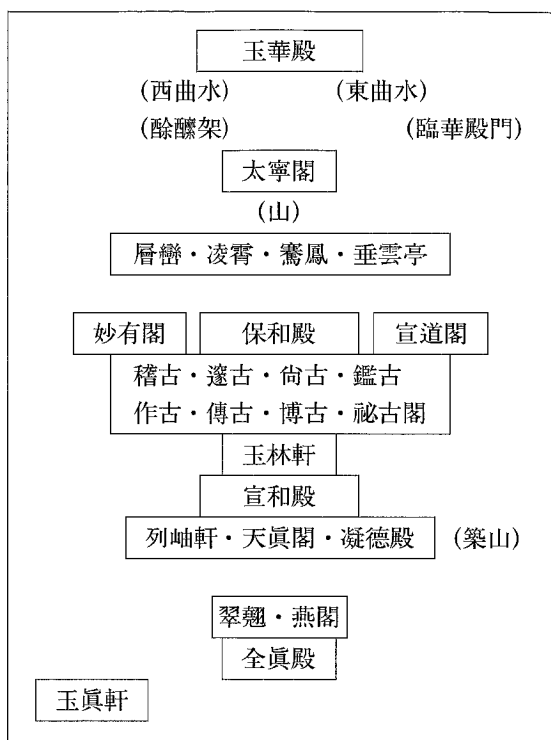 玉華殿
(西曲水) (東曲水)
(酴醿架) (臨華殿門)
太寧閣
(山)
層巒・凌霄・鶱鳳・垂雲亭
妙有閣 保和殿 宣道閣
稽古・邃古・尙古・鑑古
作古・傳古・博古・祕古閣
玉林軒
宣和殿
列岫軒・天眞閣・凝德殿 (築山)
翠翹・燕閣
全眞殿
玉眞軒